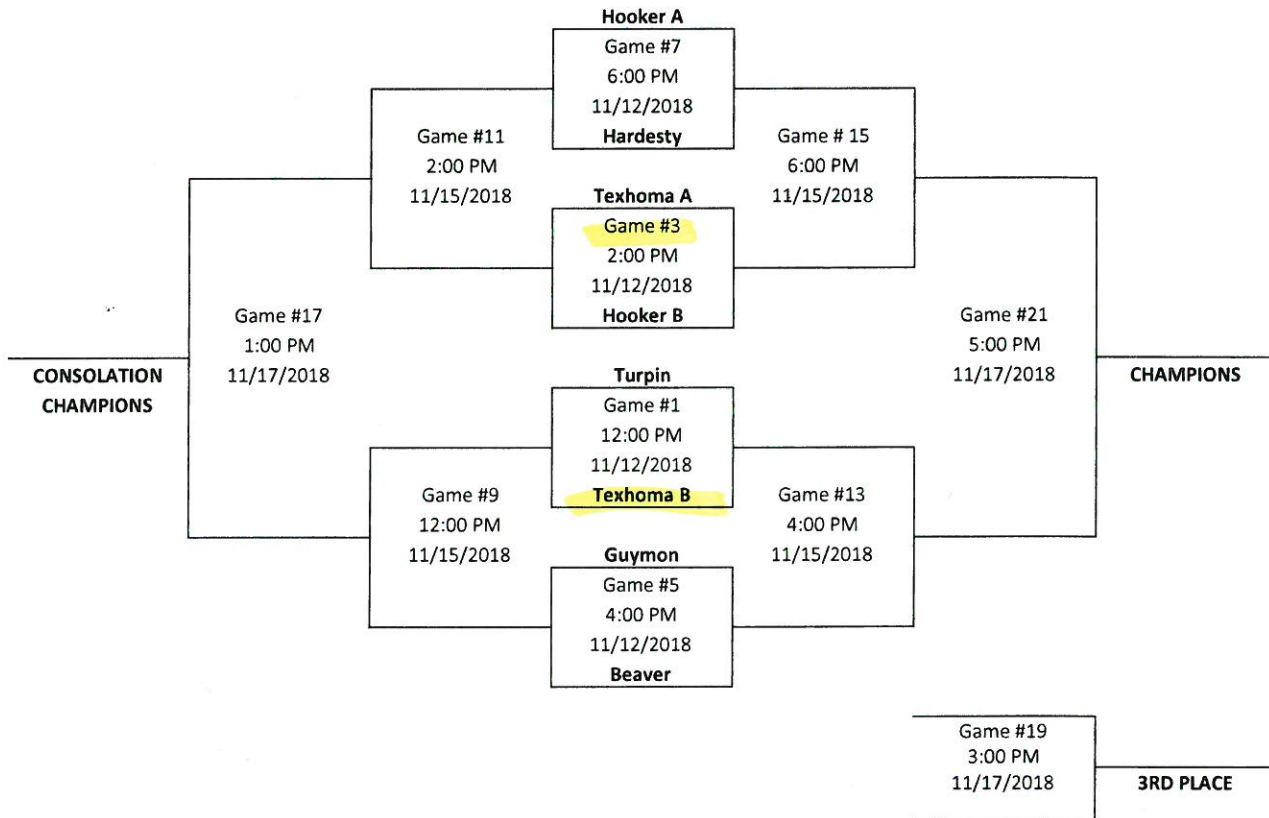 Hooker A
Game #7
6:00 PM
11/12/2018
Hardesty
Game #11
2:00 PM
11/15/2018
Game # 15
6:00 PM
11/15/2018
Texhoma A
Game #3
2:00 PM
11/12/2018
Hooker B
Game #17
1:00 PM
11/17/2018
Game #21
5:00 PM
11/17/2018
CONSOLATION
CHAMPIONS
CHAMPIONS
Turpin
Game #1
12:00 PM
11/12/2018
Texhoma B
Game #9
12:00 PM
11/15/2018
Game #13
4:00 PM
11/15/2018
Guymon
Game #5
4:00 PM
11/12/2018
Beaver
Game #19
3:00 PM
11/17/2018
3RD PLACE